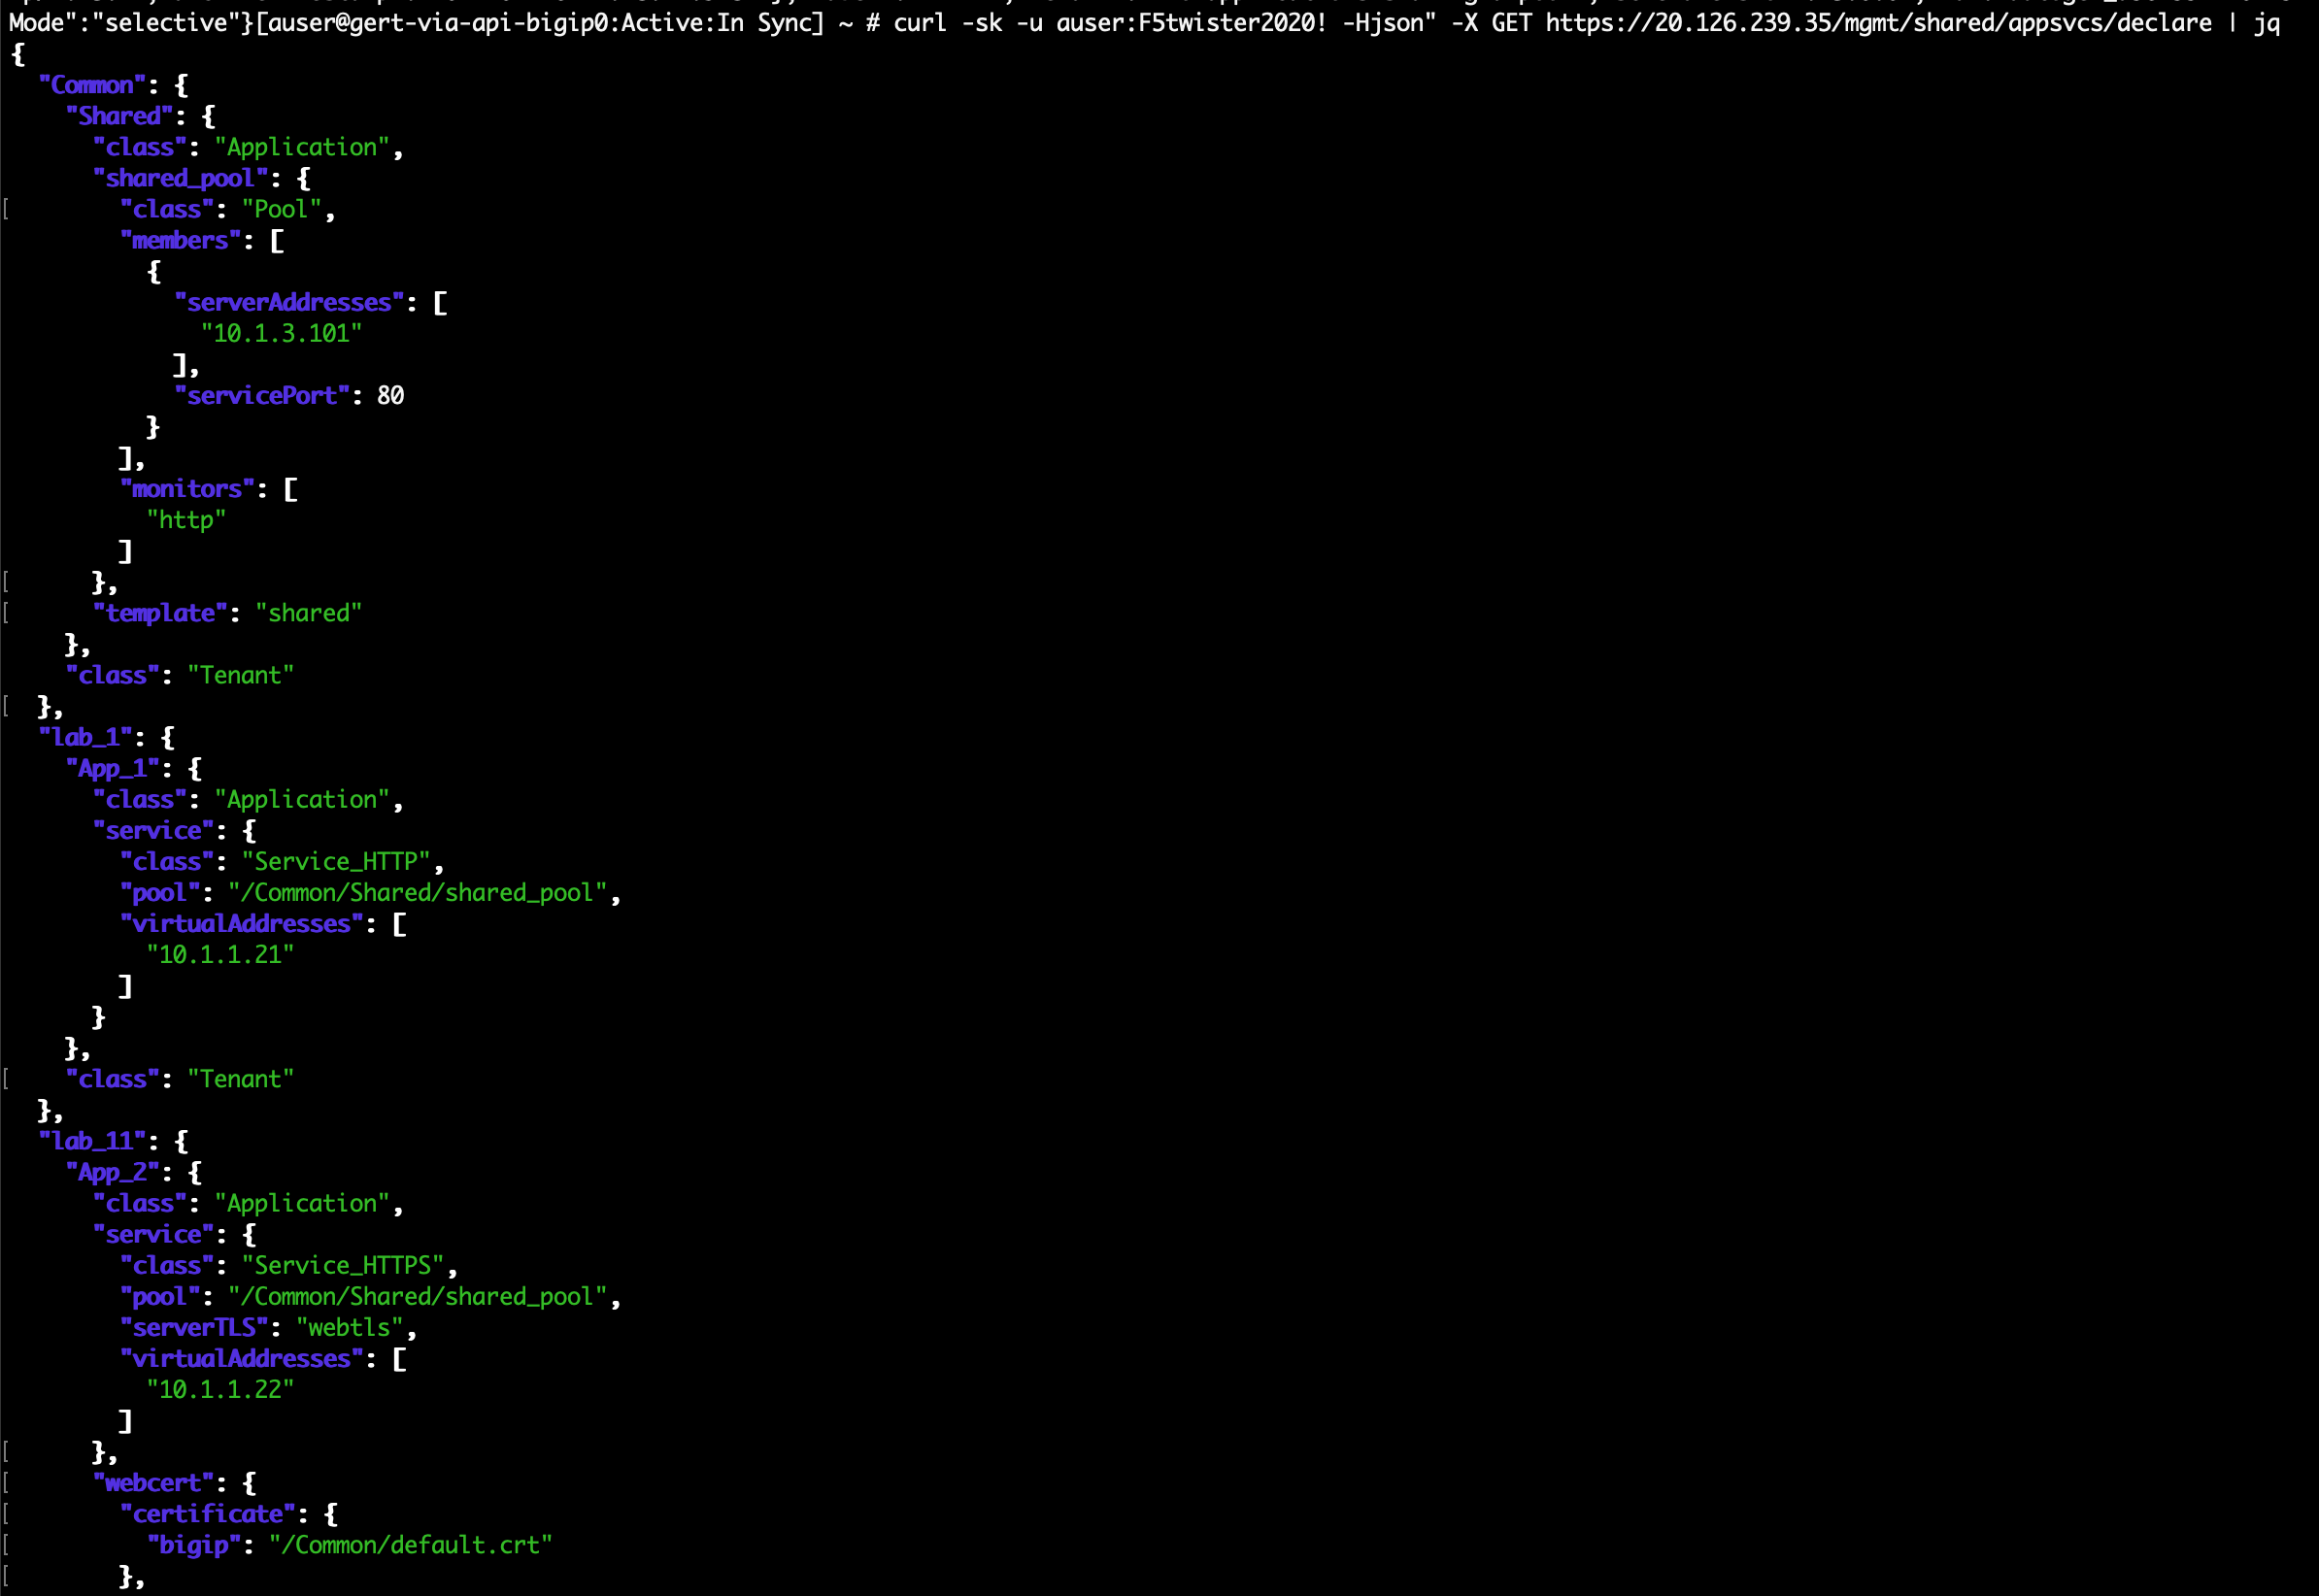 Mode":"selective"}[auser@gert-via-api-bigip0:Active:In Sync] ~ # curl -sk -u auser:F5twister2020! -Hjson" -X GET https://20.126.239.35/mgmt/shared/appsvcs/declare | jq
{
  "Common": {
    "Shared": {
      "class": "Application",
      "shared_pool": {
[        "class": "Pool",
        "members": [
          {
            "serverAddresses": [
              "10.1.3.101"
            ],
            "servicePort": 80
          }
        ],
        "monitors": [
          "http"
        ]
[      },
[      "template": "shared"
    },
    "class": "Tenant"
[  },
  "lab_1": {
    "App_1": {
      "class": "Application",
      "service": {
        "class": "Service_HTTP",
        "pool": "/Common/Shared/shared_pool",
        "virtualAddresses": [
          "10.1.1.21"
        ]
      }
    },
[    "class": "Tenant"
  },
  "lab_11": {
    "App_2": {
      "class": "Application",
      "service": {
        "class": "Service_HTTPS",
        "pool": "/Common/Shared/shared_pool",
        "serverTLS": "webtls",
        "virtualAddresses": [
          "10.1.1.22"
        ]
[      },
[      "webcert": {
[        "certificate": {
[          "bigip": "/Common/default.crt"
[        },